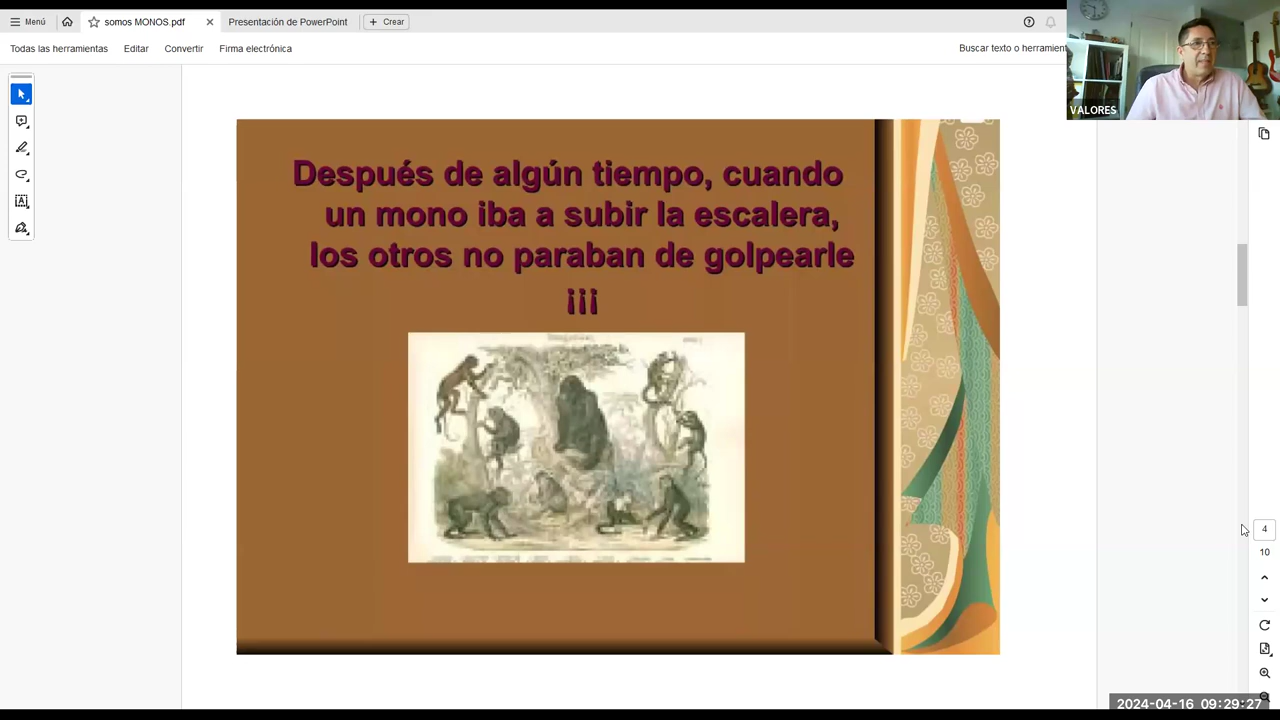 Menú
somos MONOS.pdf
Presentación de PowerPoint
Crear
Todas las herramientas
Editar
Convertir
Firma electrónica
Buscar texto o herramient
VALORES
Después de algún tiempo, cuando
un mono iba a subir la escalera,
los otros no paraban de golpearle
¡¡¡
4
10
2024-04-16 09:29:27